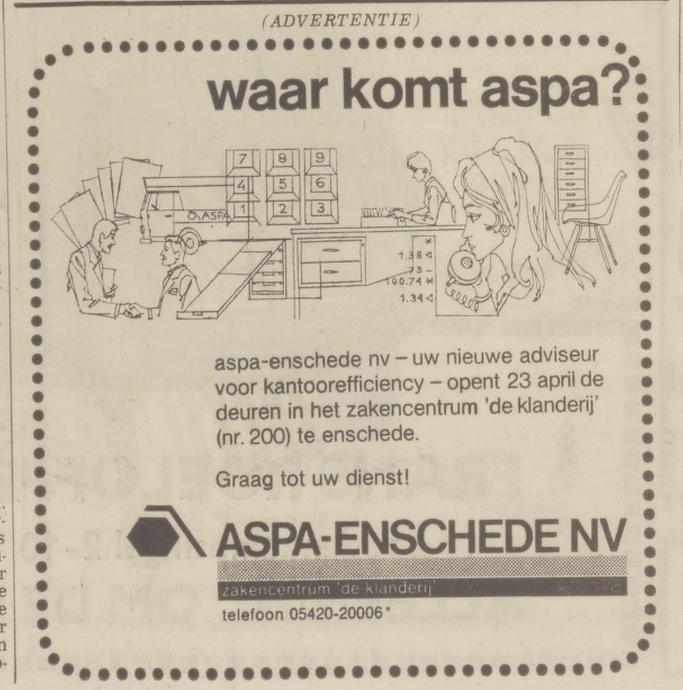 (ADVERTENTIE)
waar komt aspa?
7 8 9
4 5 6
1 2 3
ASPA
*
1.38
73 –
100.74 *
1.34
aspa-enschede nv – uw nieuwe adviseur
voor kantoorefficiency – opent 23 april de
deuren in het zakencentrum 'de klanderij'
(nr. 200) te enschede.
Graag tot uw dienst!
ASPA-ENSCHEDE NV
zakencentrum 'de klanderij'
telefoon 05420-20006*